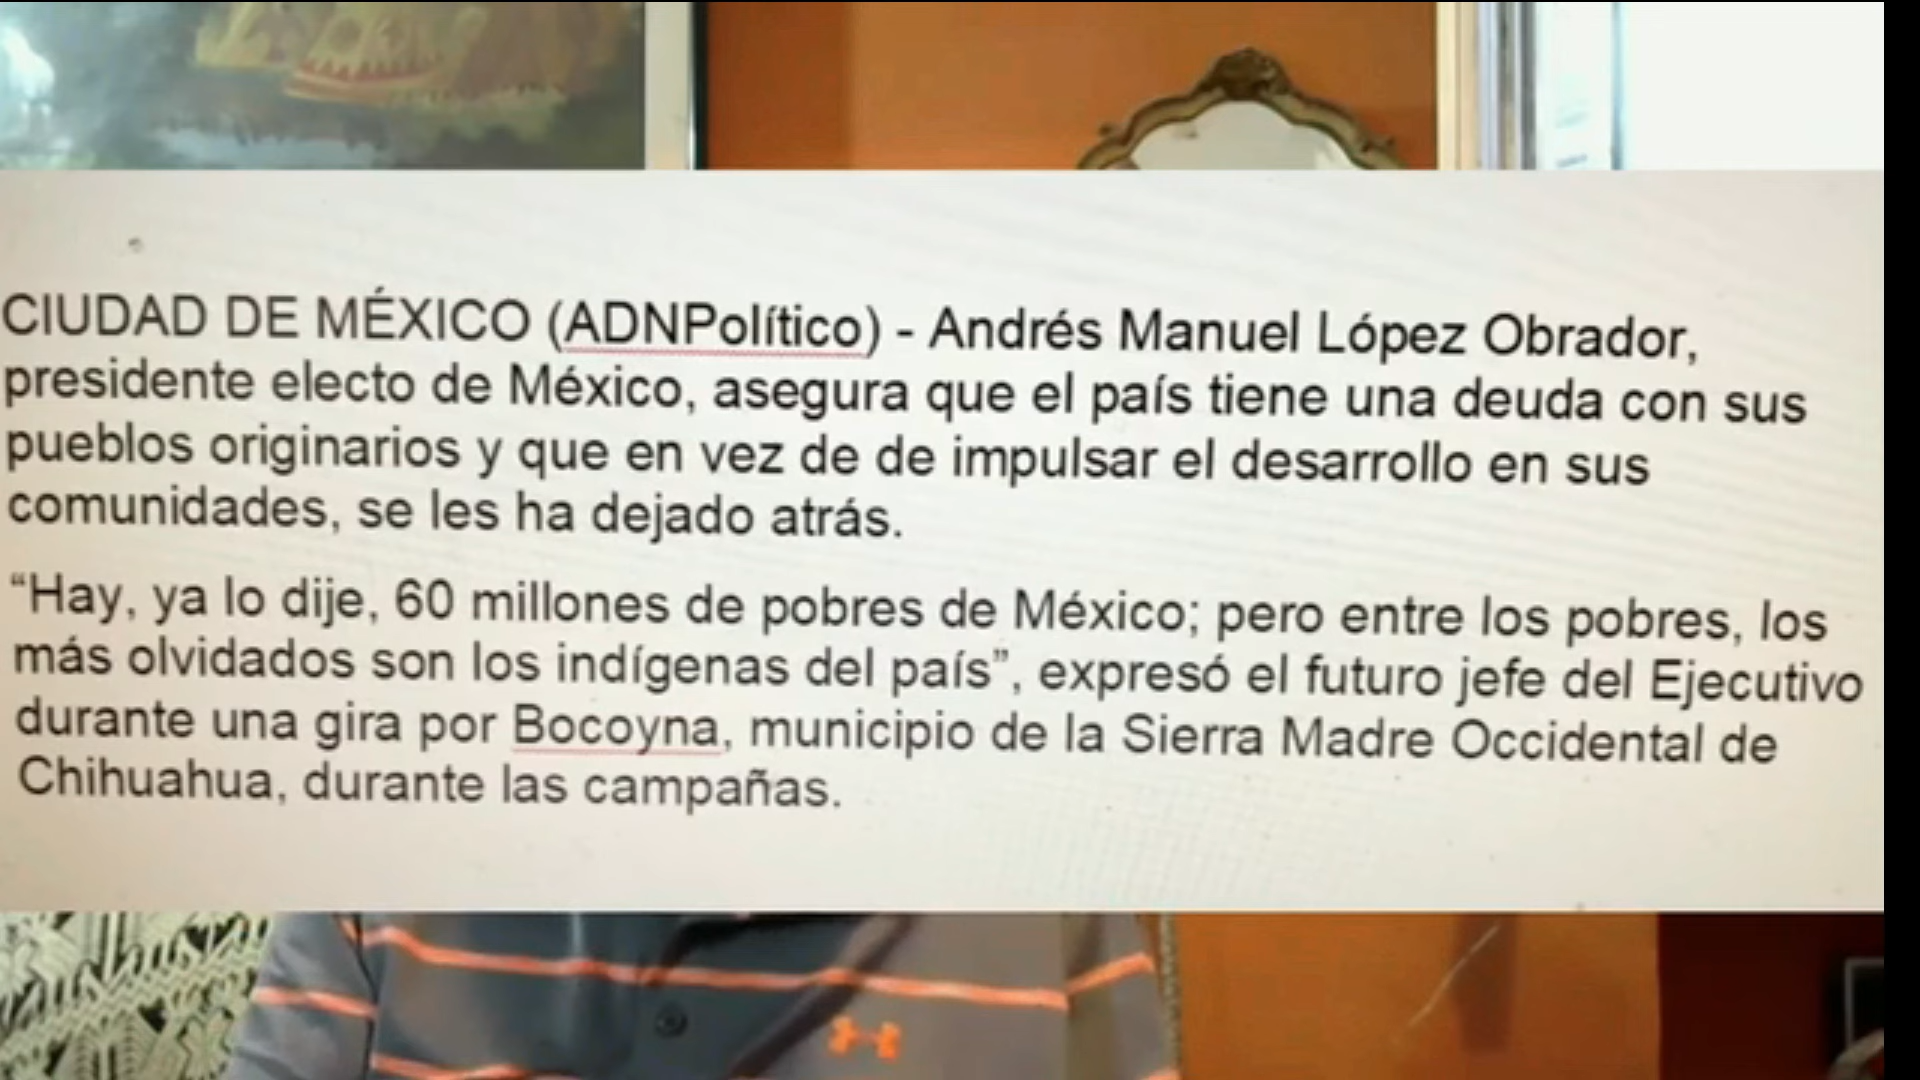 CIUDAD DE MÉXICO (ADNPolítico) - Andrés Manuel López Obrador,
presidente electo de México, asegura que el país tiene una deuda con sus
pueblos originarios y que en vez de de impulsar el desarrollo en sus
comunidades, se les ha dejado atrás.
“Hay, ya lo dije, 60 millones de pobres de México; pero entre los pobres, los
más olvidados son los indígenas del país”, expresó el futuro jefe del Ejecutivo
durante una gira por Bocoyna, municipio de la Sierra Madre Occidental de
Chihuahua, durante las campañas.